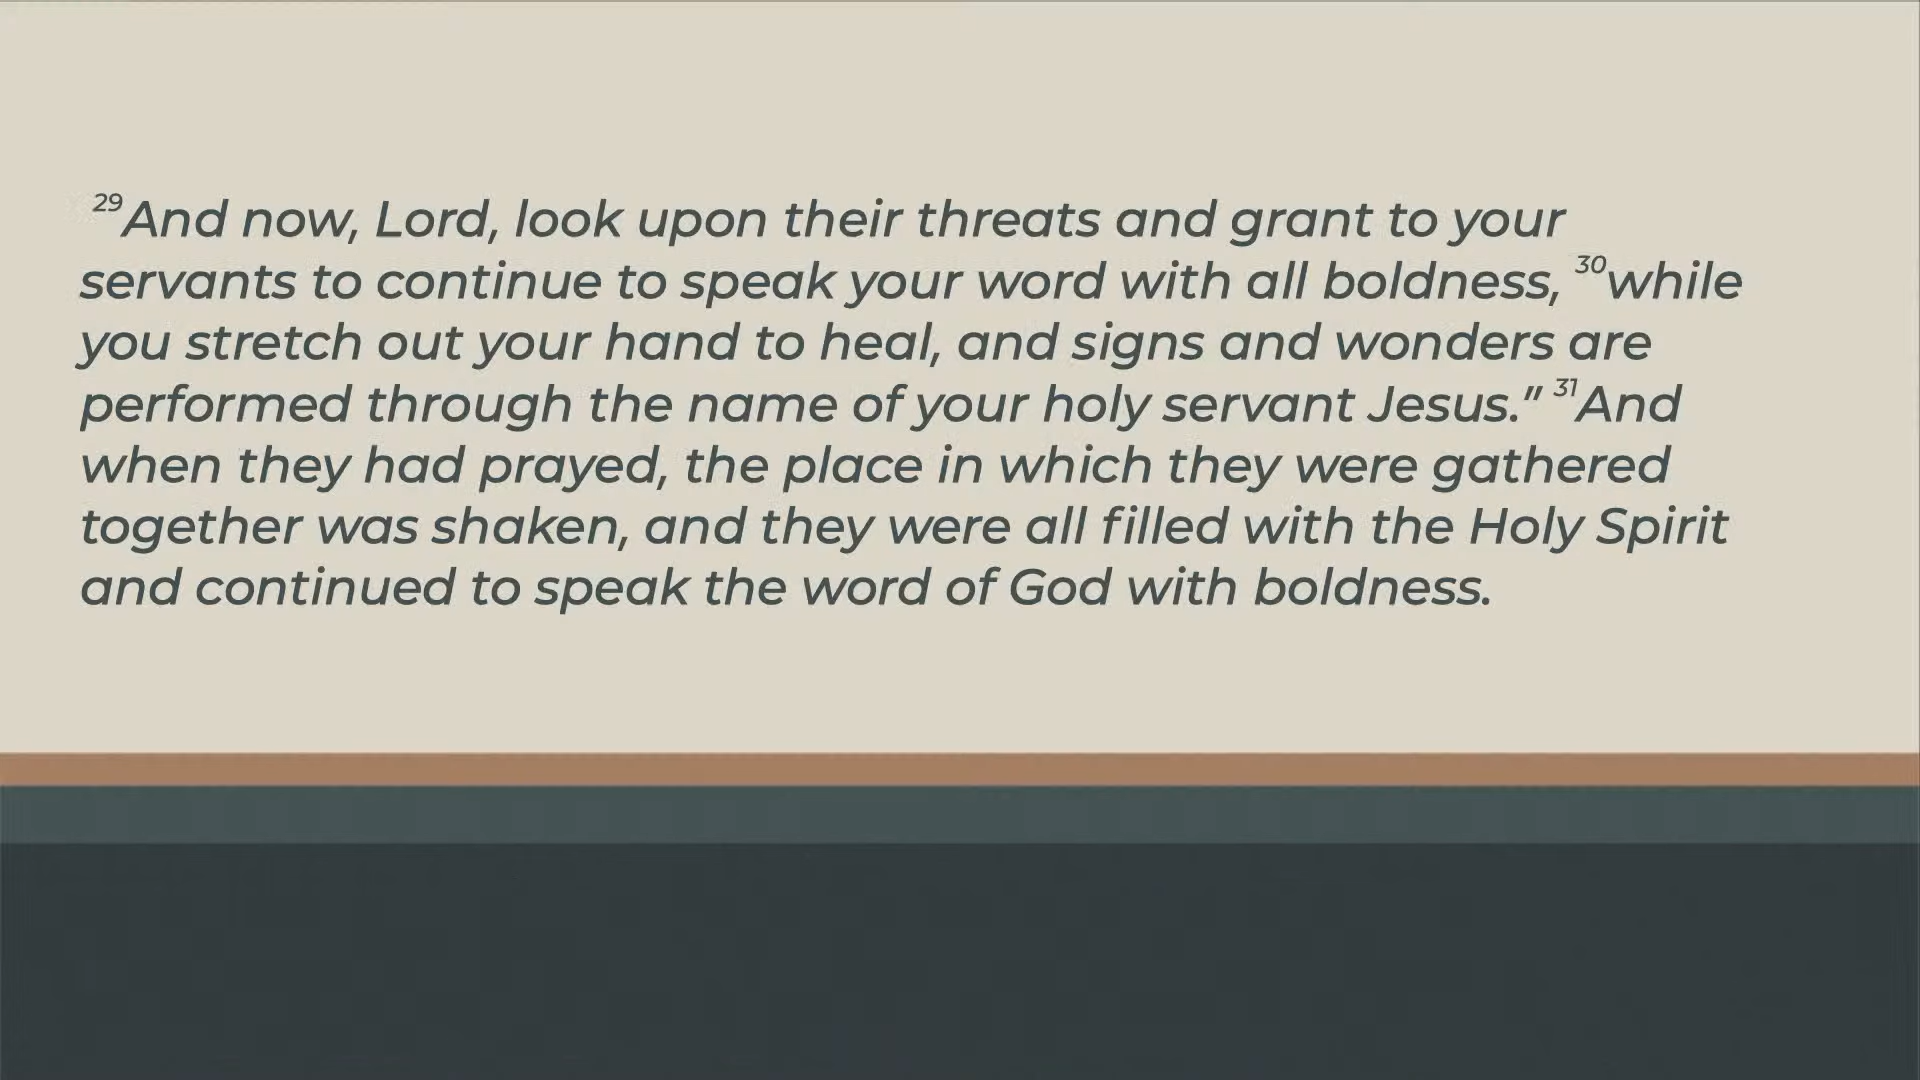 29And now, Lord, look upon their threats and grant to your
servants to continue to speak your word with all boldness, 30while
you stretch out your hand to heal, and signs and wonders are
performed through the name of your holy servant Jesus.” 31And
when they had prayed, the place in which they were gathered
together was shaken, and they were all filled with the Holy Spirit
and continued to speak the word of God with boldness.